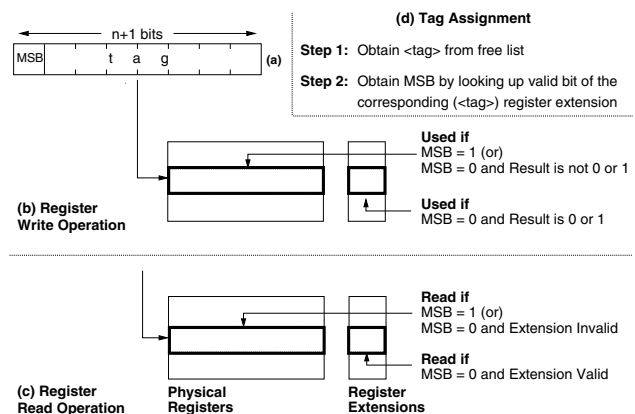 n+1 bits
MSB t a g (a)
(d) Tag Assignment
Step 1: Obtain <tag> from free list
Step 2: Obtain MSB by looking up valid bit of the
corresponding (<tag>) register extension
Used if
MSB = 1 (or)
MSB = 0 and Result is not 0 or 1
Used if
MSB = 0 and Result is 0 or 1
(b) Register
Write Operation
Read if
MSB = 1 (or)
MSB = 0 and Extension Invalid
Read if
MSB = 0 and Extension Valid
(c) Register
Read Operation
Physical
Registers
Register
Extensions